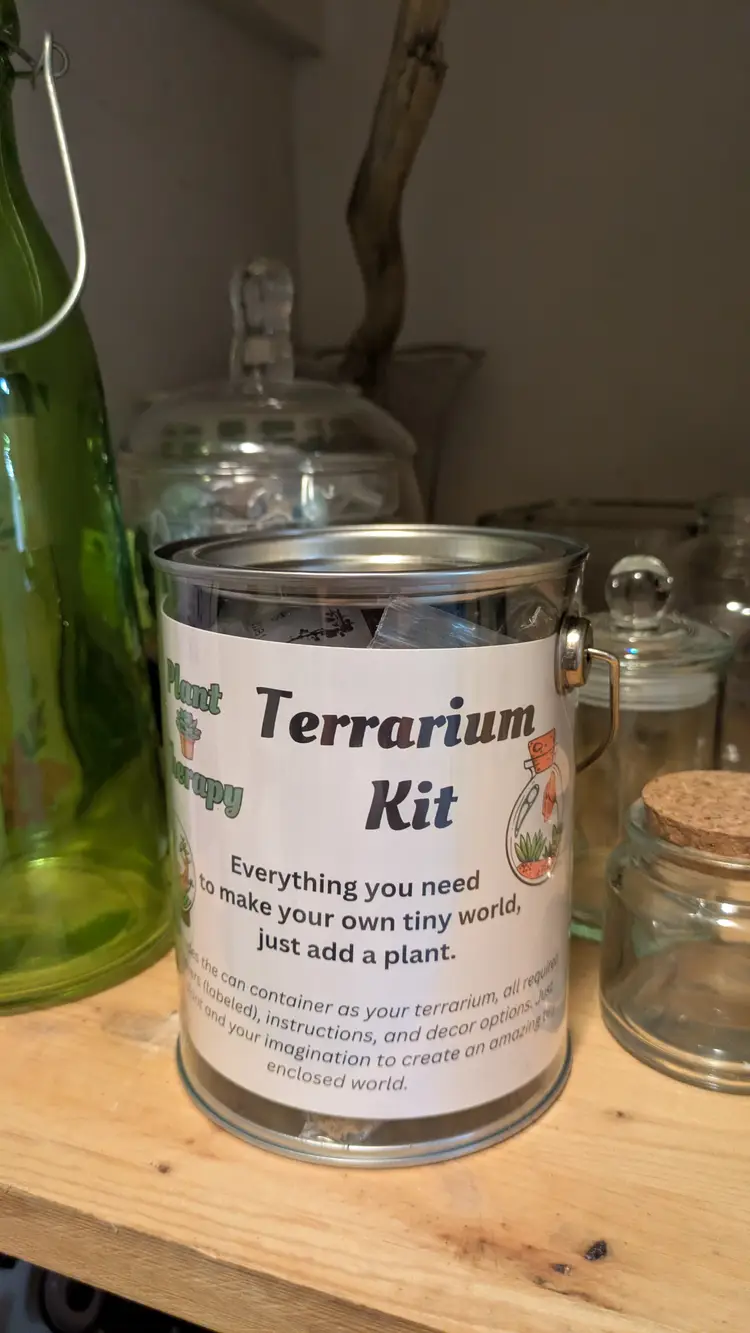 Plant
Therapy
Terrarium
Kit
Everything you need
to make your own tiny world,
just add a plant.
the can container as your terrarium, all required
(labeled), instructions, and decor options. Just
and your imagination to create an amazing
enclosed world.